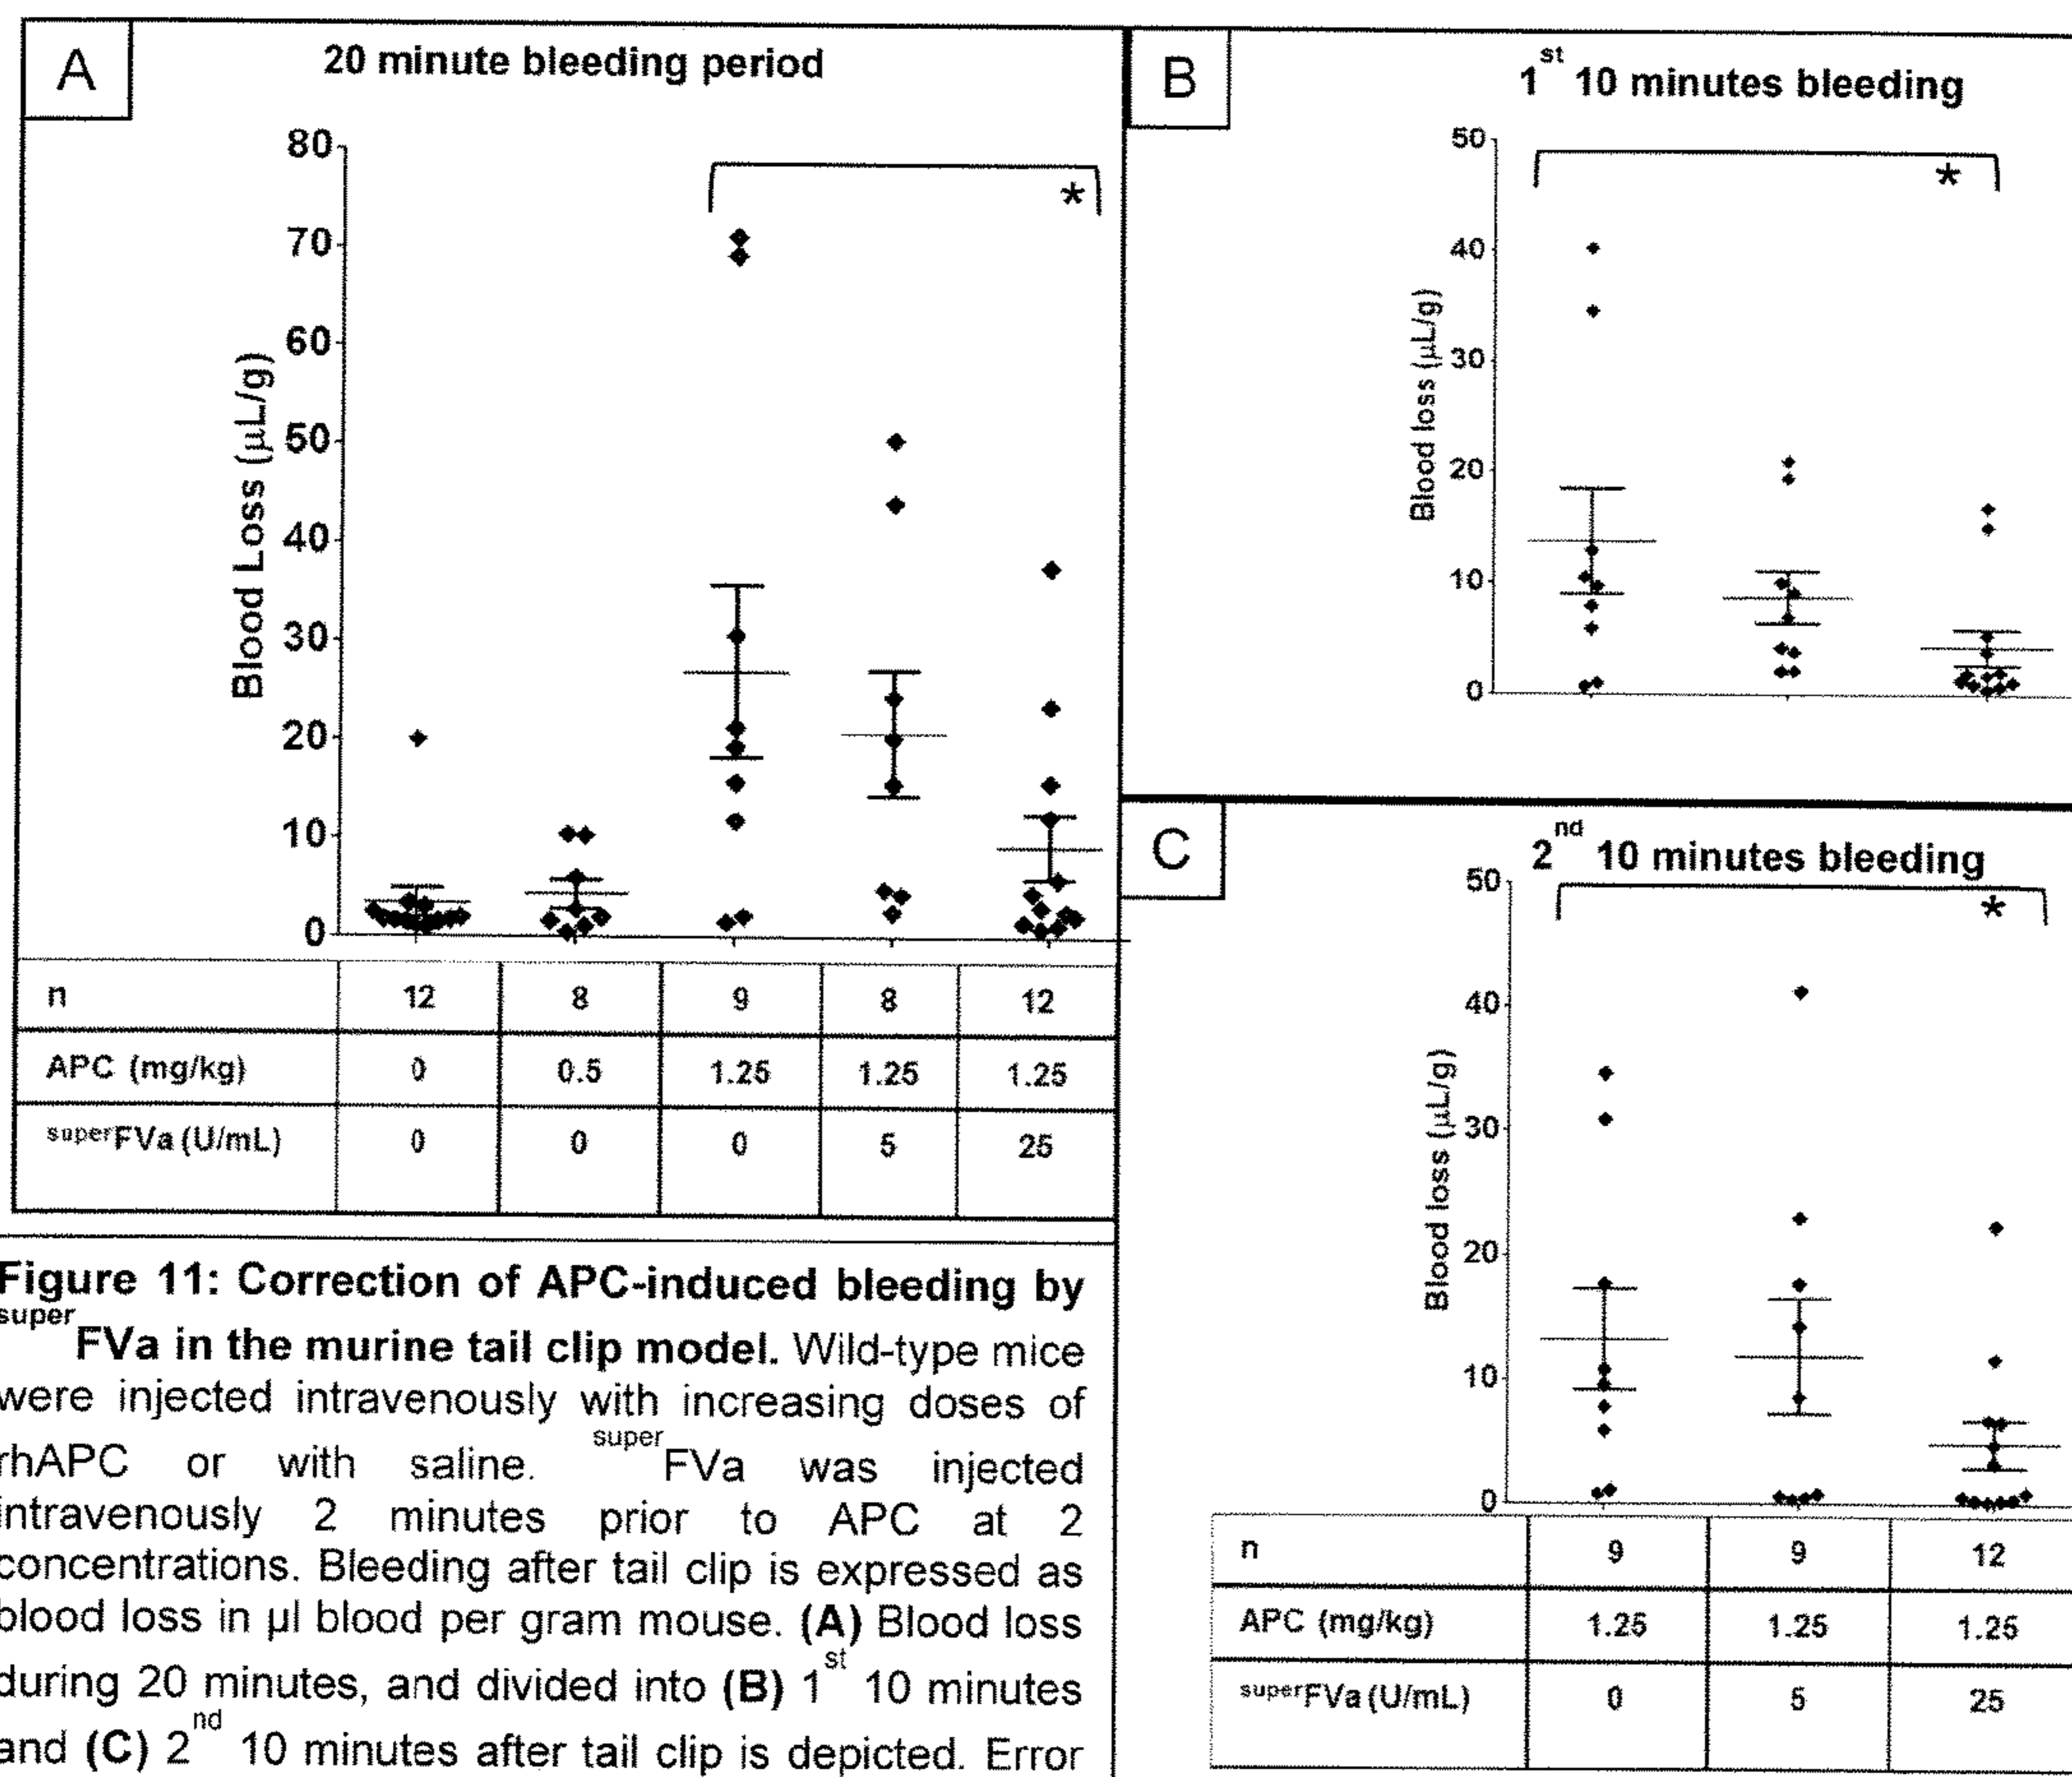 A
20 minute bleeding period
80
70
60
50
40
30
20
10
0
Blood Loss (µL/g)
*
n 12 8 9 8 12
APC (mg/kg) 0 0.5 1.25 1.25 1.25
superFVa (U/mL) 0 0 0 5 25
Figure 11: Correction of APC-induced bleeding by
superFVa in the murine tail clip model. Wild-type mice
were injected intravenously with increasing doses of
rhAPC or with saline. superFVa was injected
intravenously 2 minutes prior to APC at 2
concentrations. Bleeding after tail clip is expressed as
blood loss in µl blood per gram mouse. (A) Blood loss
during 20 minutes, and divided into (B) 1st 10 minutes
and (C) 2nd 10 minutes after tail clip is depicted. Error
B
1st 10 minutes bleeding
50
40
30
20
10
0
Blood loss (µL/g)
*
C
2nd 10 minutes bleeding
50
40
30
20
10
0
Blood loss (µL/g)
*
n 9 9 12
APC (mg/kg) 1.25 1.25 1.25
superFVa (U/mL) 0 5 25